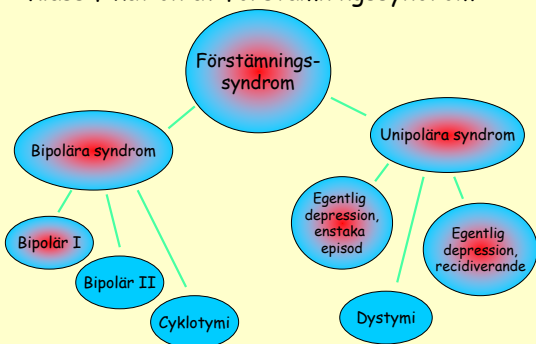 Förstämnings-
syndrom
Bipolära syndrom
Unipolära syndrom
Egentlig
depression,
enstaka
episod
Egentlig
depression,
recidiverande
Bipolär I
Bipolär II
Cyklotymi
Dystymi